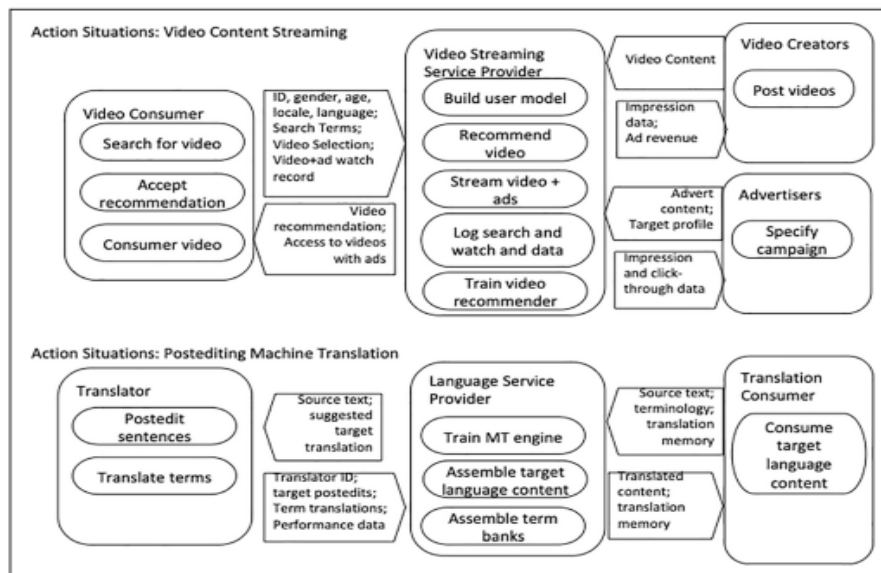 Action Situations: Video Content Streaming
Video Consumer
Search for video
Accept
recommendation
Consumer video
ID, gender, age,
locale, language;
Search Terms;
Video Selection;
Video+ad watch
record
Video
recommendation;
Access to videos
with ads
Video Streaming
Service Provider
Build user model
Recommend
video
Stream video +
ads
Log search and
watch and data
Train video
recommender
Video Content
Impression
data;
Ad revenue
Video Creators
Post videos
Advert
content;
Target profile
Impression
and click-
through data
Advertisers
Specify
campaign
Action Situations: Postediting Machine Translation
Translator
Postedit
sentences
Translate terms
Source text;
suggested
target
translation
Translator ID;
target postedits;
Term translations;
Performance data
Language Service
Provider
Train MT engine
Assemble target
language content
Assemble term
banks
Source text;
terminology;
translation
memory
Translated
content;
translation
memory
Translation
Consumer
Consume
target
language
content